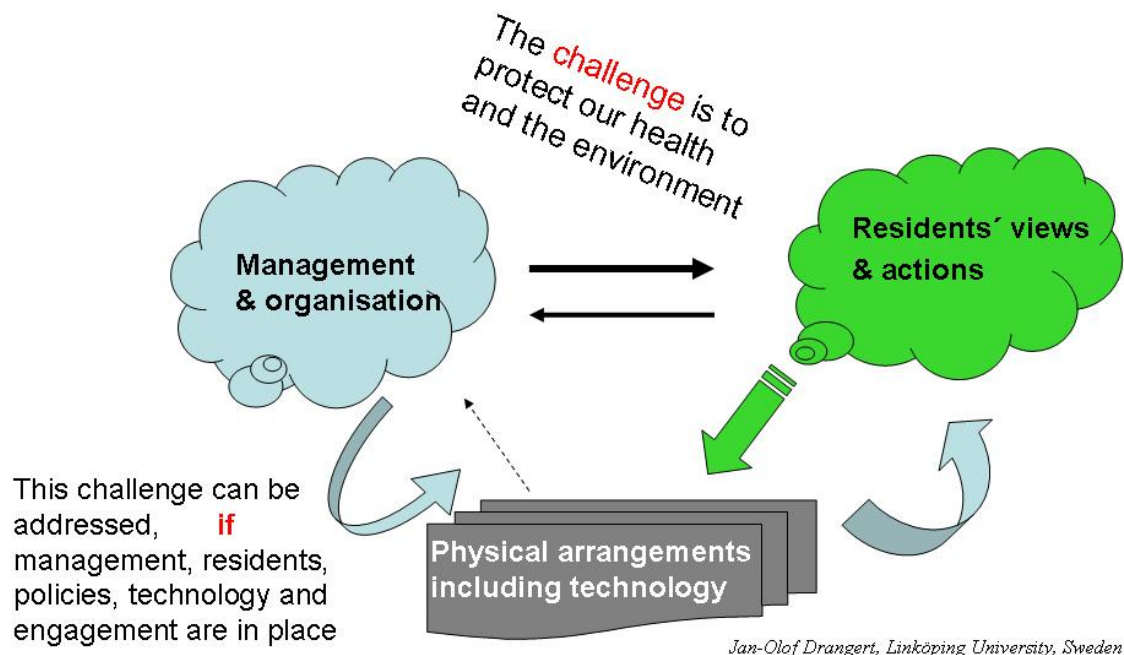 The challenge is to
protect our health
and the environment
Management
& organisation
Residents´ views
& actions
This challenge can be
addressed, if
management, residents,
policies, technology and
engagement are in place
Physical arrangements
including technology
Jan-Olof Drangert, Linköping University, Sweden